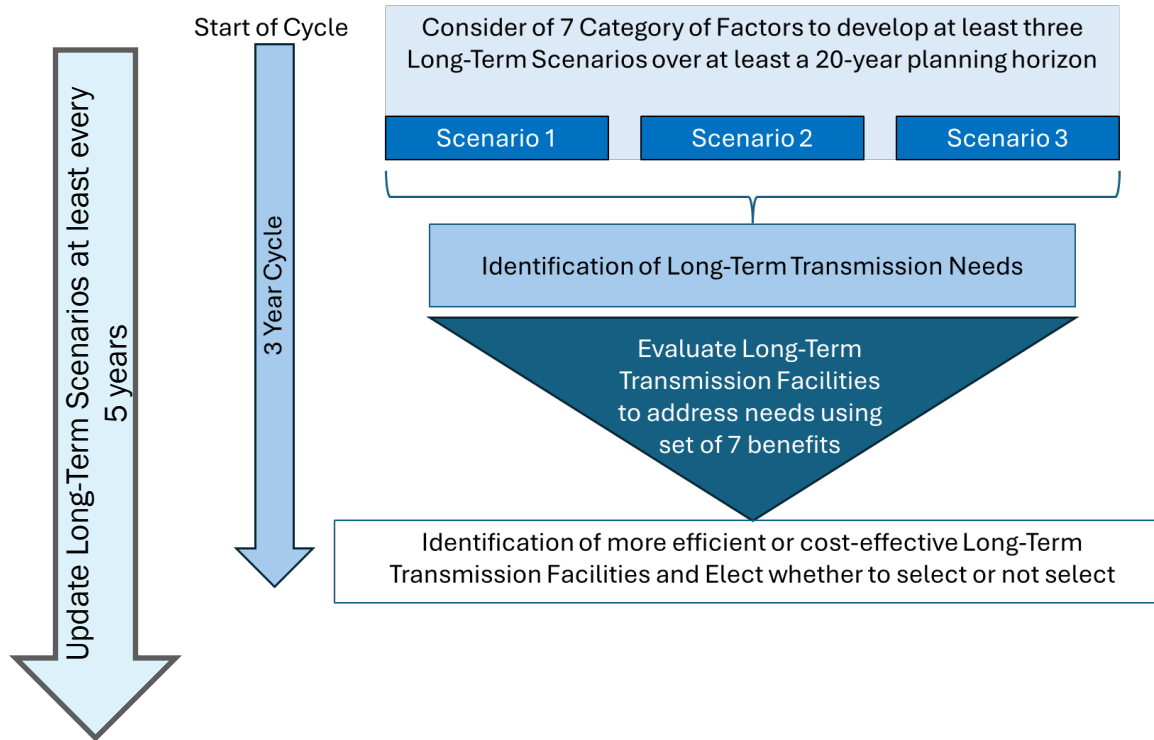 Start of Cycle
Consider of 7 Category of Factors to develop at least three
Long-Term Scenarios over at least a 20-year planning horizon
Scenario 1
Scenario 2
Scenario 3
Update Long-Term Scenarios at least every
5 years
3 Year Cycle
Identification of Long-Term Transmission Needs
Evaluate Long-Term
Transmission Facilities
to address needs using
set of 7 benefits
Identification of more efficient or cost-effective Long-Term
Transmission Facilities and Elect whether to select or not select